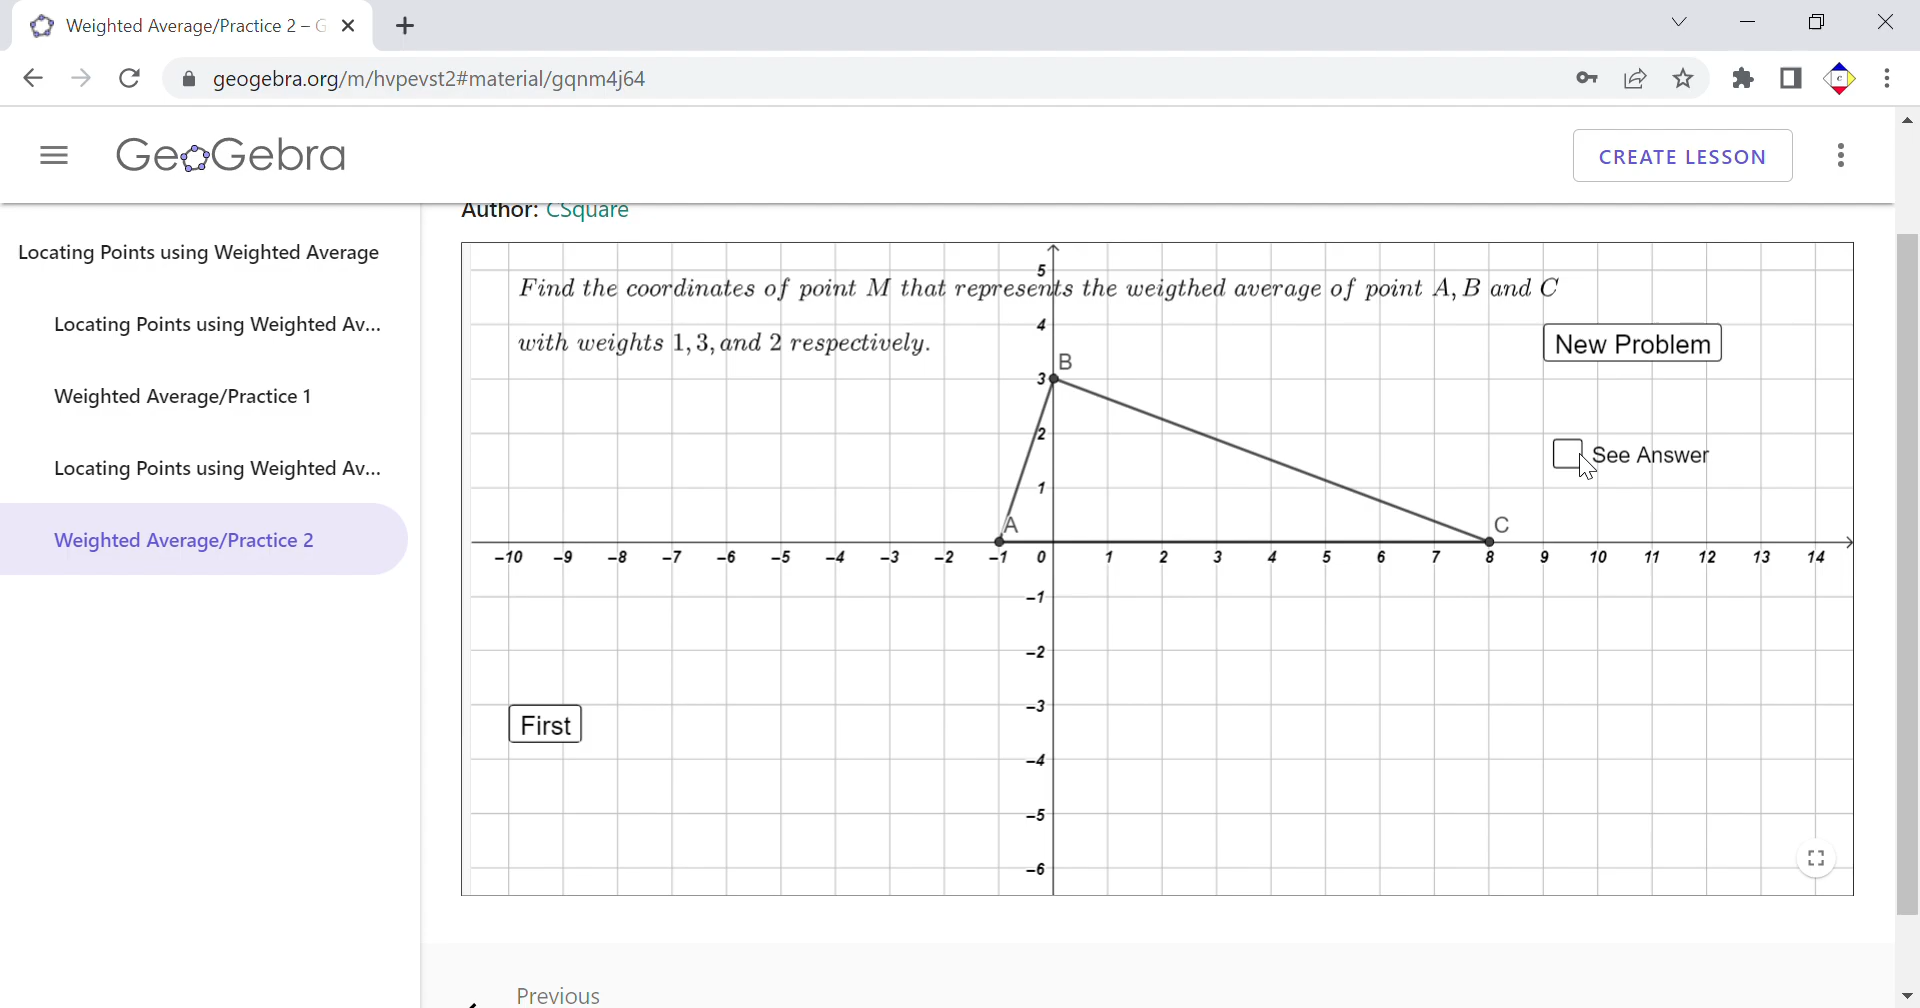 Weighted Average/Practice 2 – G
geogebra.org/m/hvpevst2#material/gqnm4j64
GeoGebra
CREATE LESSON
Author: CSquare
Locating Points using Weighted Average
Locating Points using Weighted Av...
Weighted Average/Practice 1
Locating Points using Weighted Av...
Weighted Average/Practice 2
Find the coordinates of point M that represents the weigthed average of point A, B and C
with weights 1, 3, and 2 respectively.
New Problem
See Answer
First
5
4
3
2
1
B
A
C
-10 -9 -8 -7 -6 -5 -4 -3 -2 -1 0 1 2 3 4 5 6 7 8 9 10 11 12 13 14
-1
-2
-3
-4
-5
-6
Previous